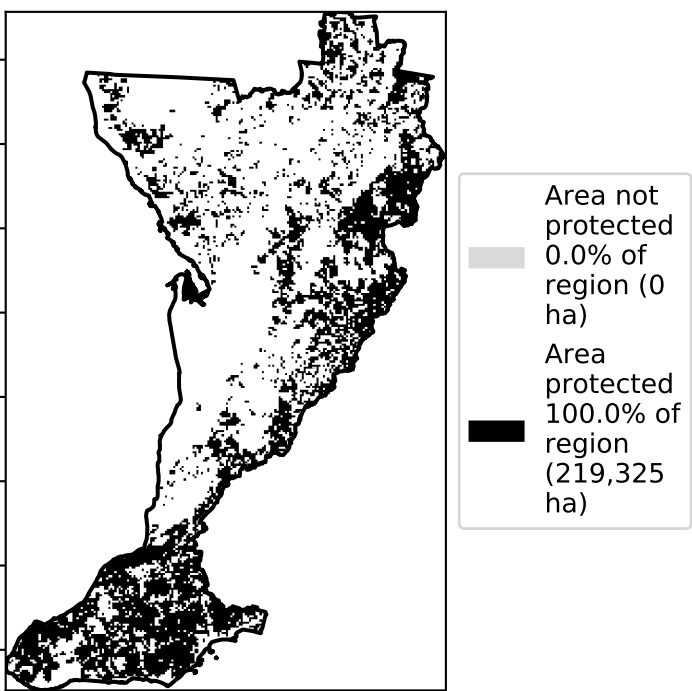 Area not
protected
0.0% of
region (0
ha)
Area
protected
100.0% of
region
(219,325
ha)